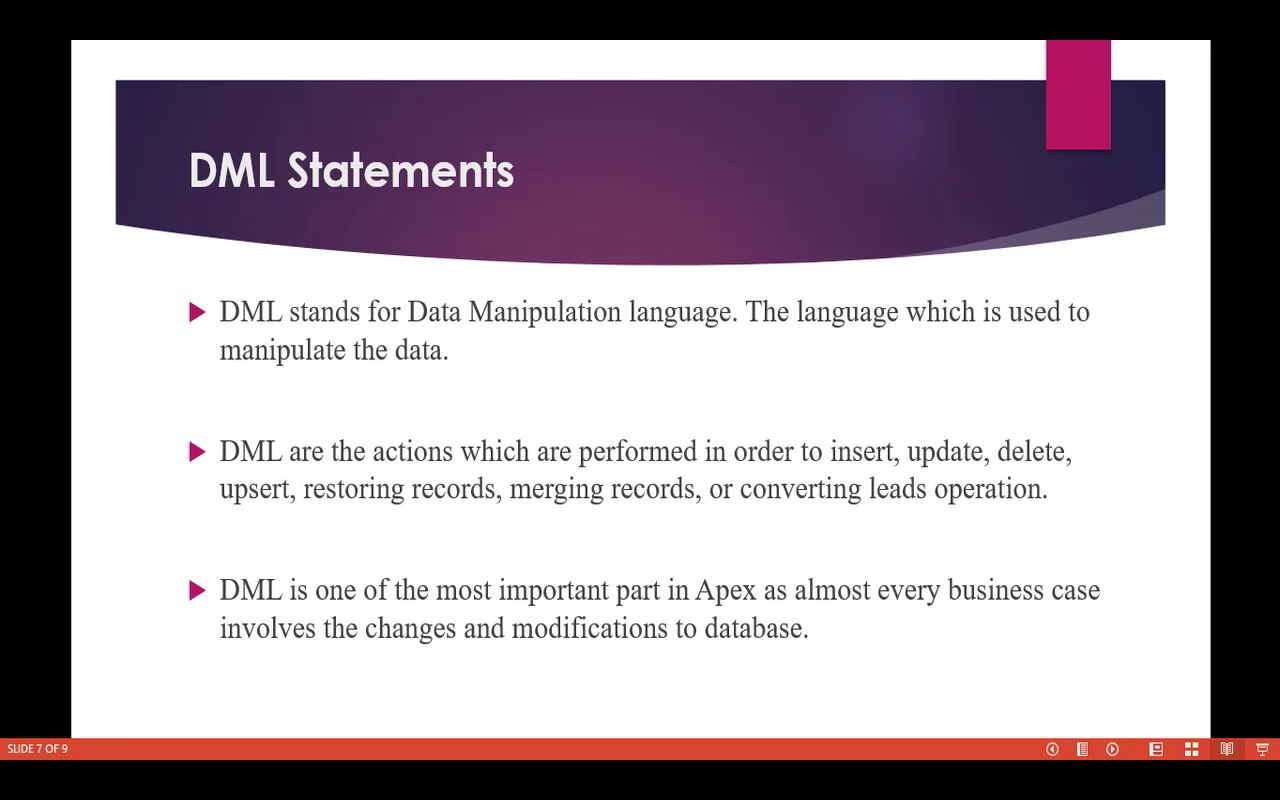 DML Statements
DML stands for Data Manipulation language. The language which is used to
manipulate the data.
DML are the actions which are performed in order to insert, update, delete,
upsert, restoring records, merging records, or converting leads operation.
DML is one of the most important part in Apex as almost every business case
involves the changes and modifications to database.
SLIDE 7 OF 9